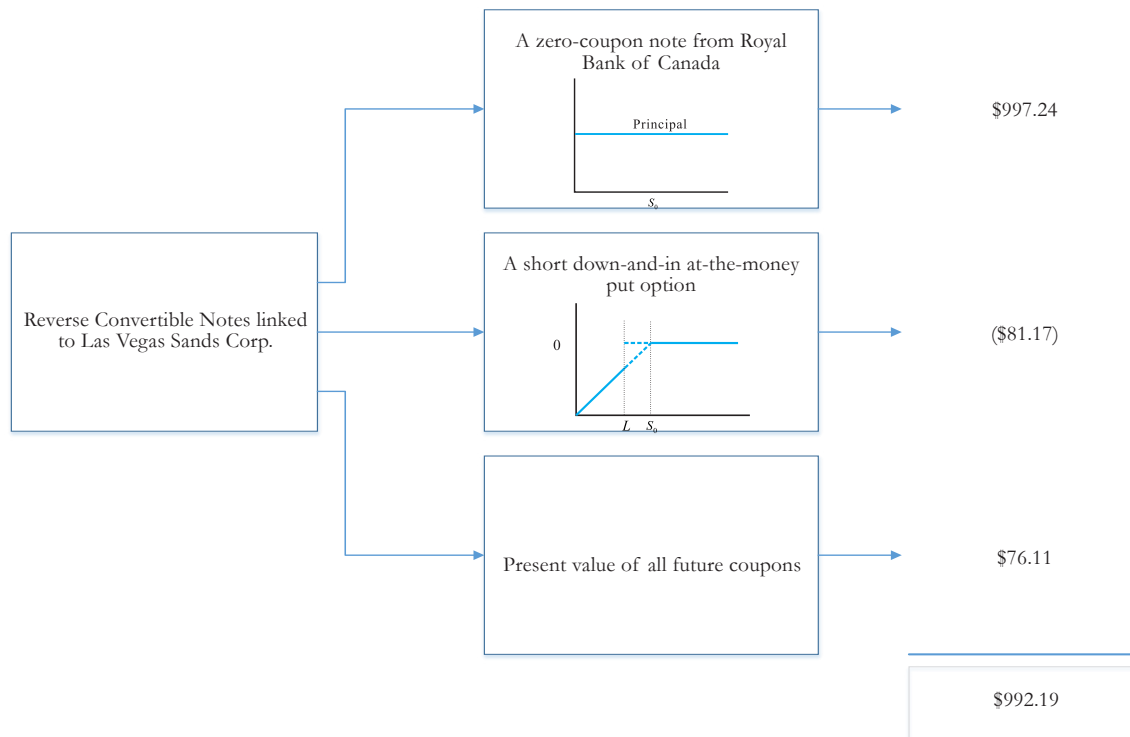 A zero-coupon note from Royal
Bank of Canada
Principal
S₀
$997.24
Reverse Convertible Notes linked
to Las Vegas Sands Corp.
A short down-and-in at-the-money
put option
0
L S₀
($81.17)
Present value of all future coupons
$76.11
$992.19